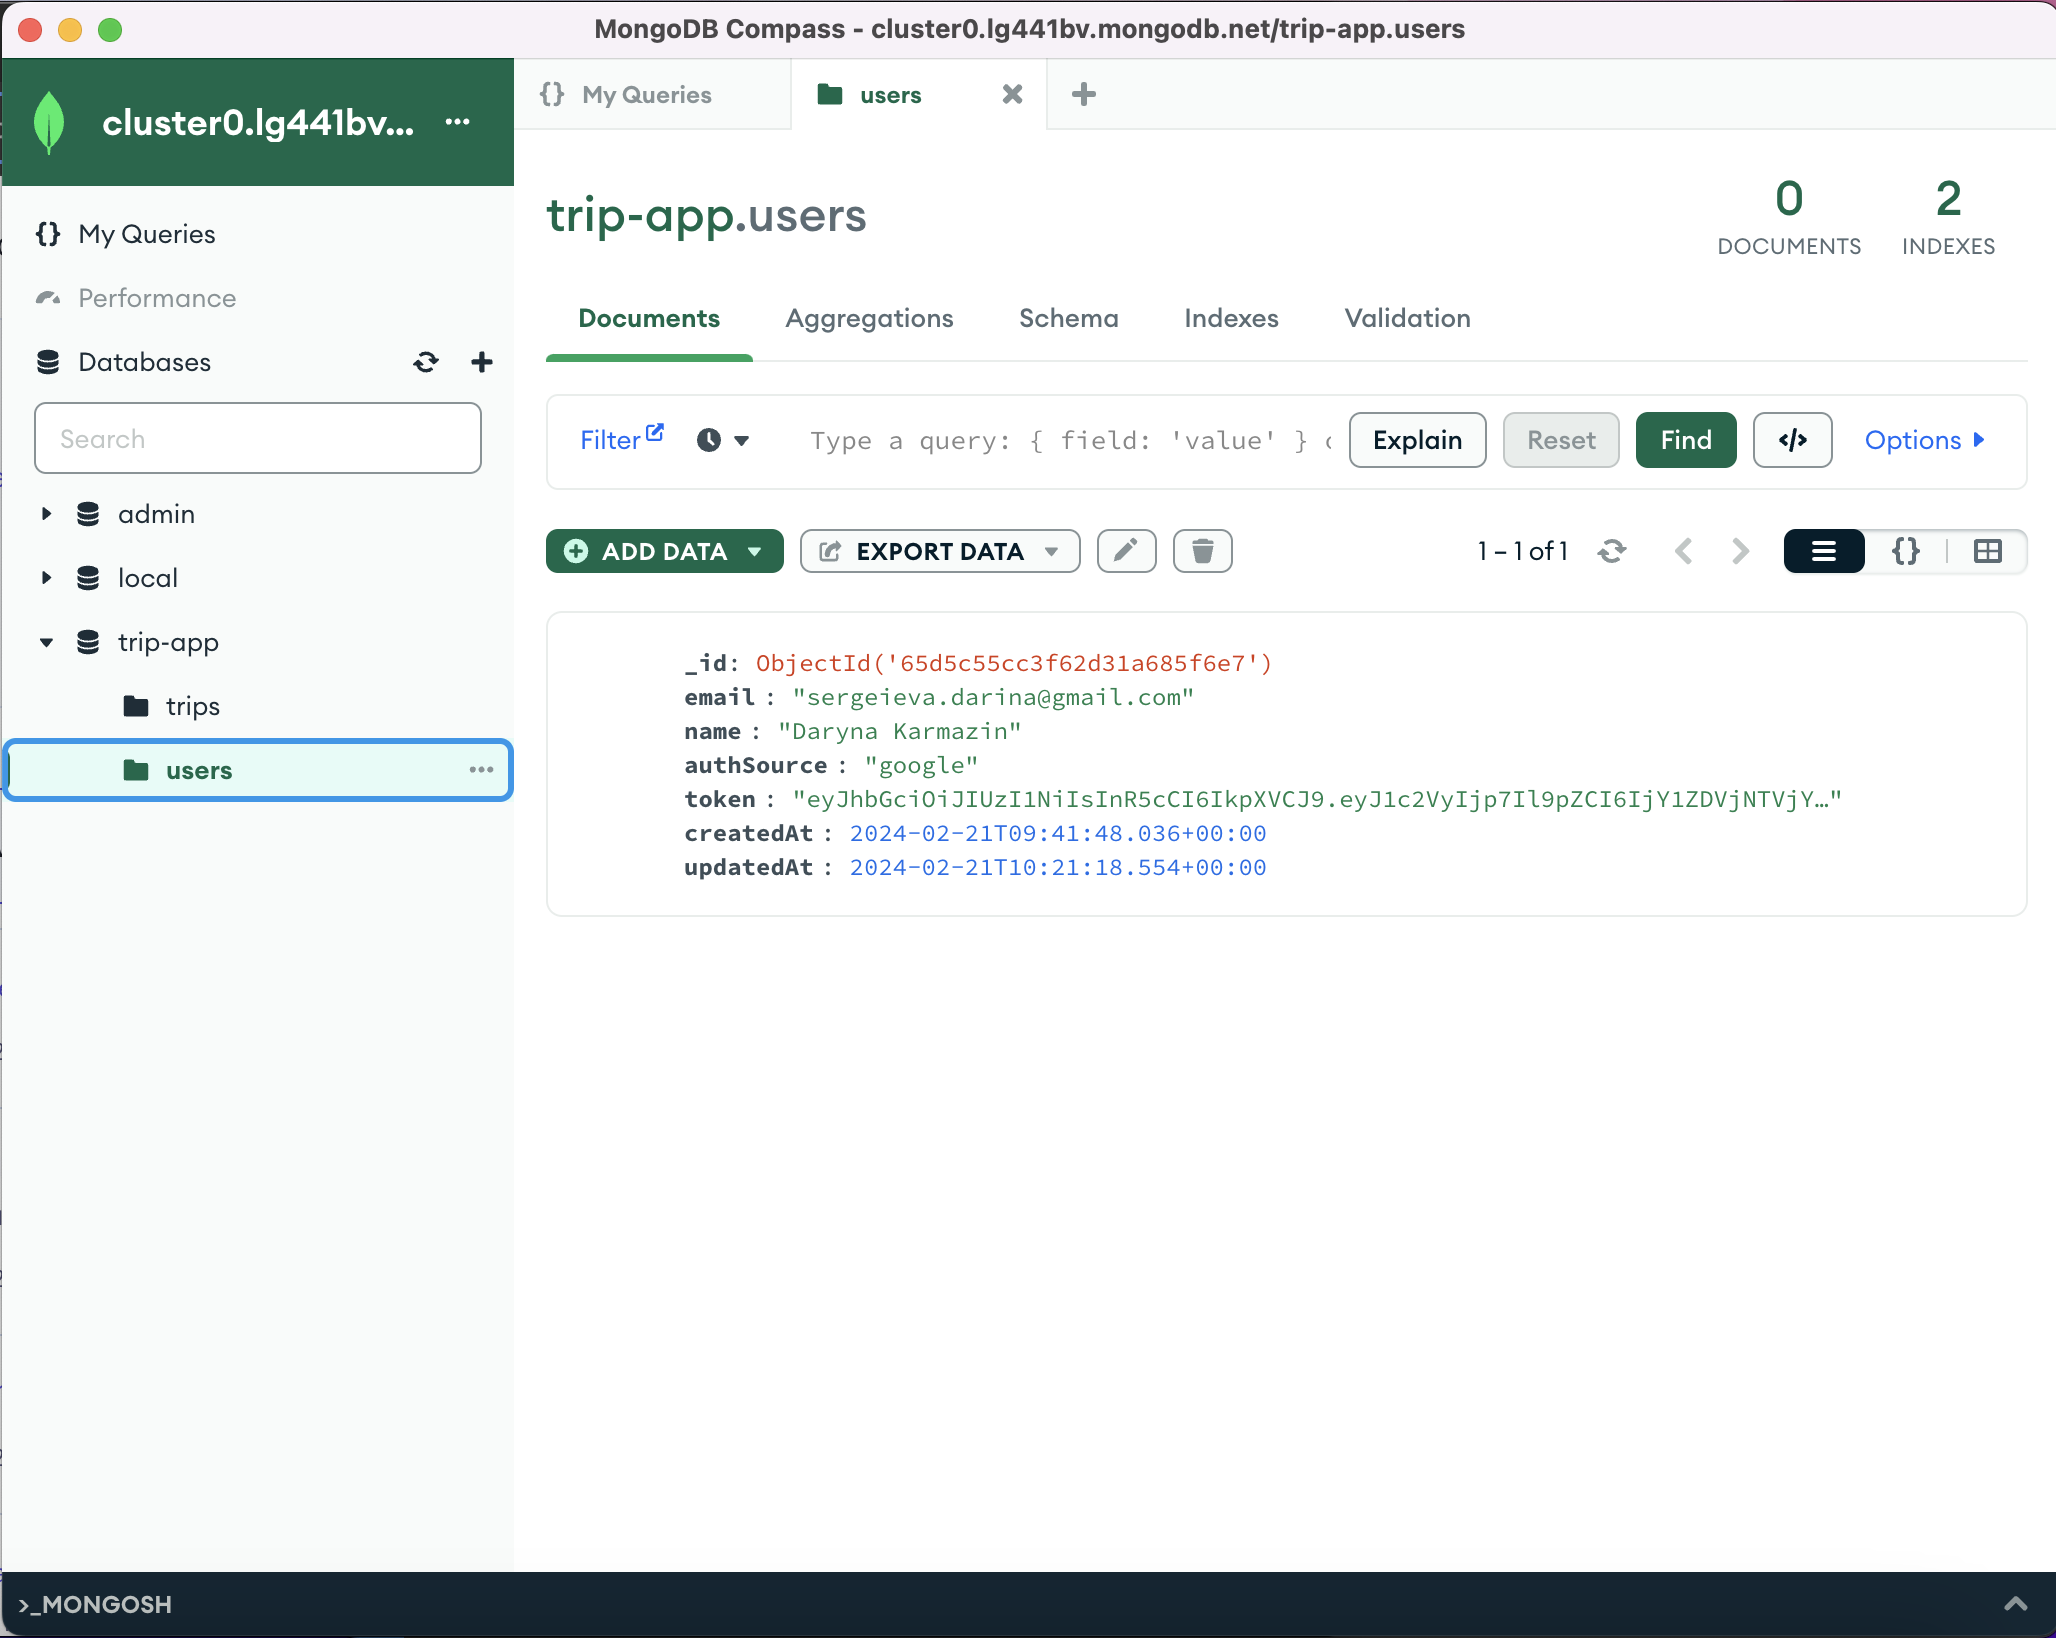 MongoDB Compass - cluster0.lg441bv.mongodb.net/trip-app.users
cluster0.lg441bv... ···
{} My Queries
users
My Queries
Performance
Databases
Search
admin
local
trip-app
trips
users ···
trip-app.users
0
DOCUMENTS
2
INDEXES
Documents Aggregations Schema Indexes Validation
Filter Type a query: { field: 'value' } Explain Reset Find </> Options
ADD DATA EXPORT DATA 1 – 1 of 1 {}
_id: ObjectId('65d5c55cc3f62d31a685f6e7')
email : "sergeieva.darina@gmail.com"
name : "Daryna Karmazin"
authSource : "google"
token : "eyJhbGciOiJIUzI1NiIsInR5cCI6IkpXVCJ9.eyJ1c2VyIjp7Il9pZCI6IjY1ZDVjNTVjY…"
createdAt : 2024-02-21T09:41:48.036+00:00
updatedAt : 2024-02-21T10:21:18.554+00:00
>_MONGOSH